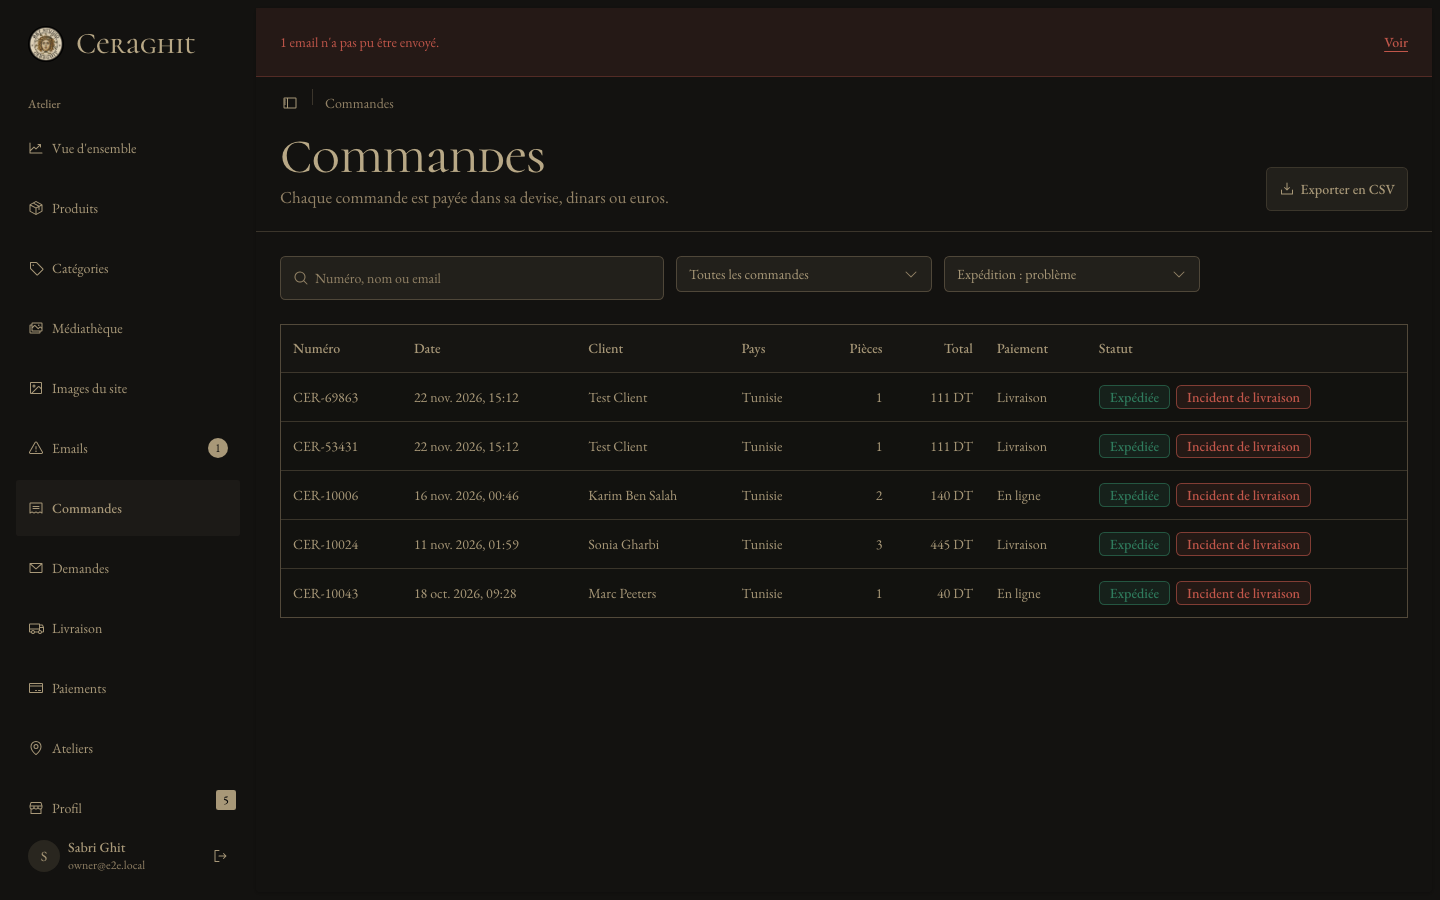 Ceraghit
Atelier
Vue d'ensemble
Produits
Catégories
Médiathèque
Images du site
Emails 1
Commandes
Demandes
Livraison
Paiements
Ateliers
Profil 5
S Sabri Ghit
owner@e2e.local
1 email n'a pas pu être envoyé. Voir
Commandes
Commandes
Chaque commande est payée dans sa devise, dinars ou euros.
Exporter en CSV
Numéro, nom ou email Toutes les commandes Expédition : problème
Numéro Date Client Pays Pièces Total Paiement Statut
CER-69863 22 nov. 2026, 15:12 Test Client Tunisie 1 111 DT Livraison Expédiée Incident de livraison
CER-53431 22 nov. 2026, 15:12 Test Client Tunisie 1 111 DT Livraison Expédiée Incident de livraison
CER-10006 16 nov. 2026, 00:46 Karim Ben Salah Tunisie 2 140 DT En ligne Expédiée Incident de livraison
CER-10024 11 nov. 2026, 01:59 Sonia Gharbi Tunisie 3 445 DT Livraison Expédiée Incident de livraison
CER-10043 18 oct. 2026, 09:28 Marc Peeters Tunisie 1 40 DT En ligne Expédiée Incident de livraison